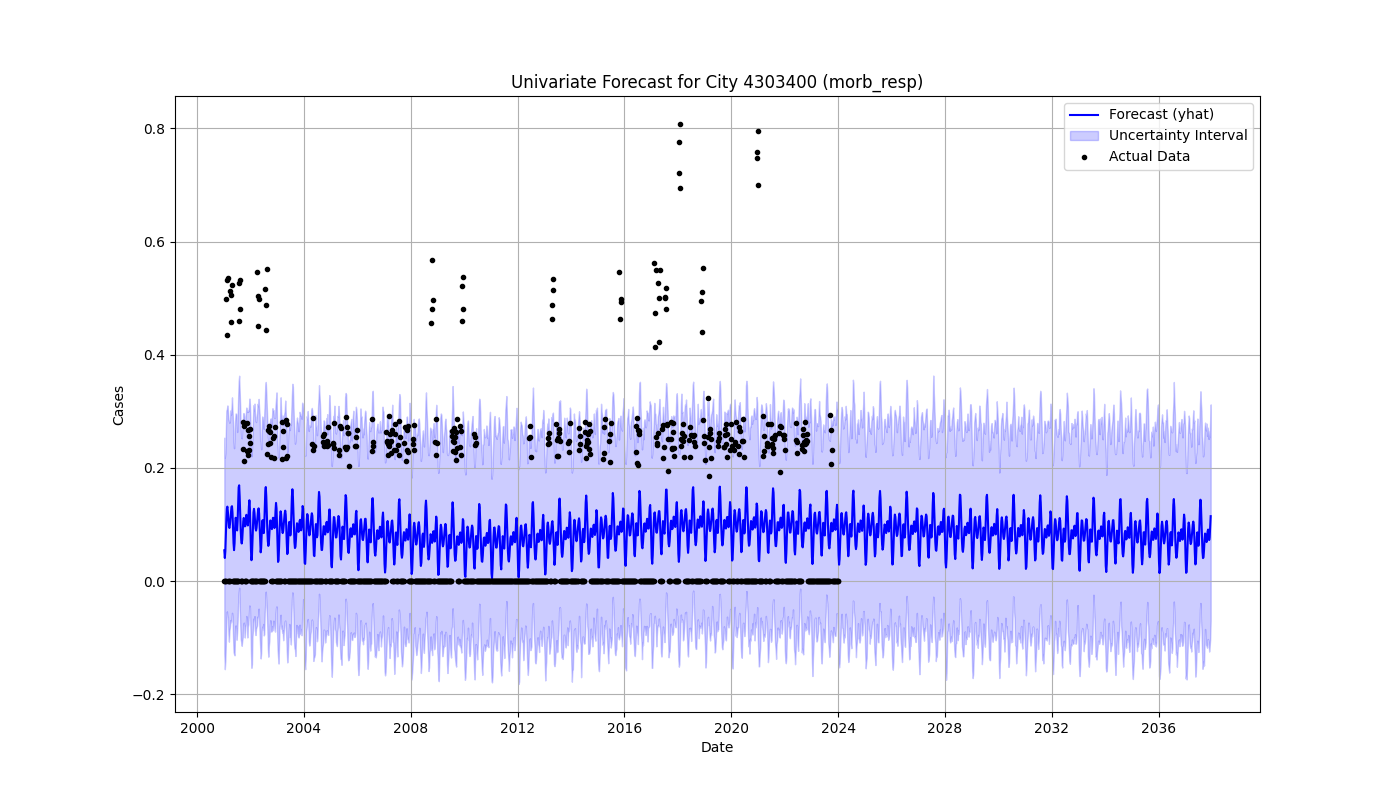 Univariate Forecast for City 4303400 (morb_resp)
Forecast (yhat)
Uncertainty Interval
Actual Data
Cases
0.8
0.6
0.4
0.2
0.0
−0.2
2000 2004 2008 2012 2016 2020 2024 2028 2032 2036
Date